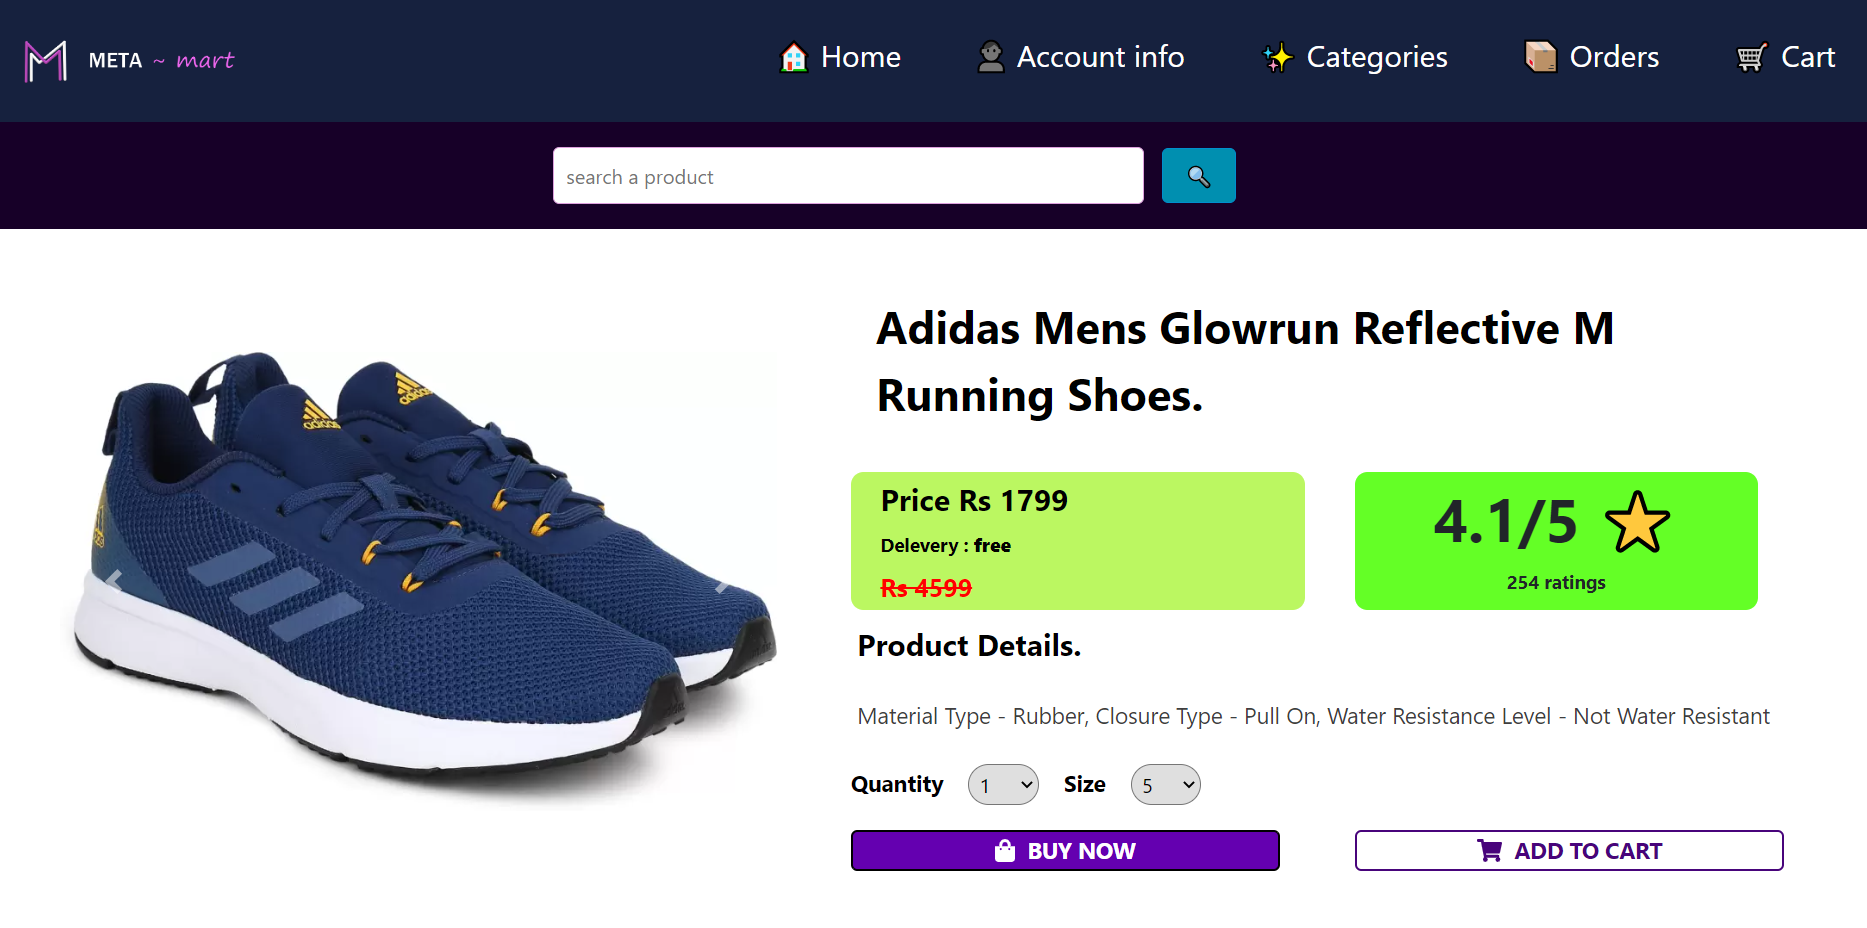 META ~ mart
Home
Account info
Categories
Orders
Cart
search a product
Adidas Mens Glowrun Reflective M
Running Shoes.
adidas
adidas
Price Rs 1799
Delevery : free
Rs 4599
4.1/5
254 ratings
Product Details.
Material Type - Rubber, Closure Type - Pull On, Water Resistance Level - Not Water Resistant
Quantity 1 Size 5
BUY NOW
ADD TO CART